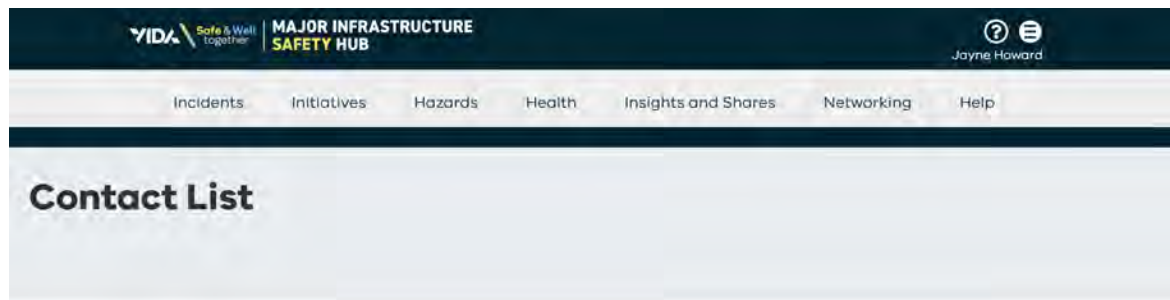 VIDA Safe & Well together MAJOR INFRASTRUCTURE SAFETY HUB
Jayne Howard
Incidents Initiatives Hazards Health Insights and Shares Networking Help
Contact List